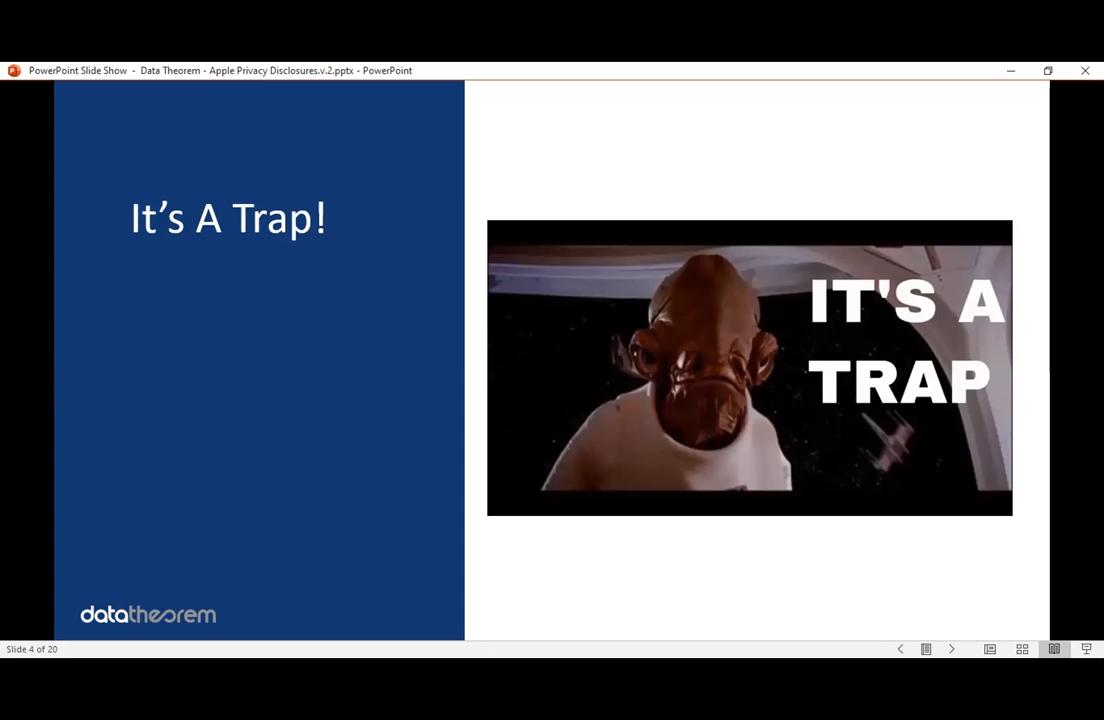 PowerPoint Slide Show - Data Theorem - Apple Privacy Disclosures.v.2.pptx - PowerPoint
It's A Trap!
IT'S A
TRAP
datatheorem
Slide 4 of 20